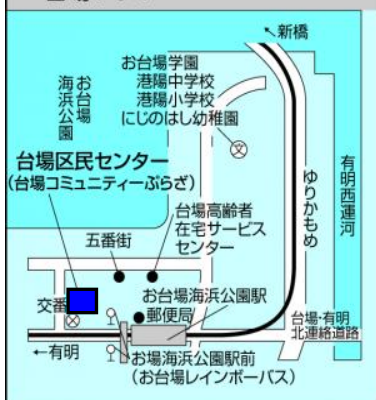 ↖新橋
お台場学園
港陽中学校
港陽小学校
にじのはし幼稚園
お台場
海浜公園
文
台場区民センター
(台場コミュニティーぷらざ)
ゆりかもめ
有明西運河
台場高齢者
在宅サービス
センター
五番街
交番
お台場海浜公園駅
郵便局
台場・有明
北連絡道路
←有明
お場海浜公園駅前
(お台場レインボーバス)